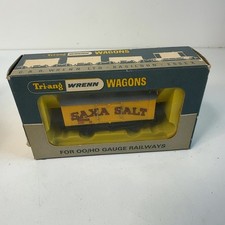 Tri-ang WRENN WAGONS
SAXA SALT
FOR OO/HO GAUGE RAILWAYS